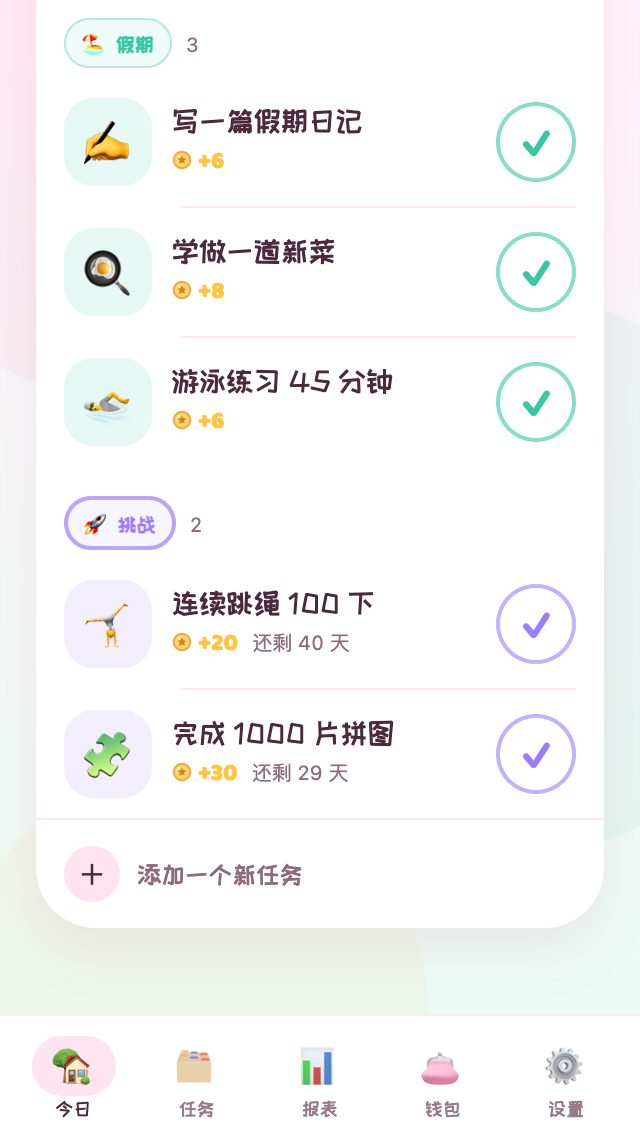 假期 3
写一篇假期日记
+6
学做一道新菜
+8
游泳练习 45 分钟
+6
挑战 2
连续跳绳 100 下
+20 还剩 40 天
完成 1000 片拼图
+30 还剩 29 天
添加一个新任务
今日 任务 报表 钱包 设置